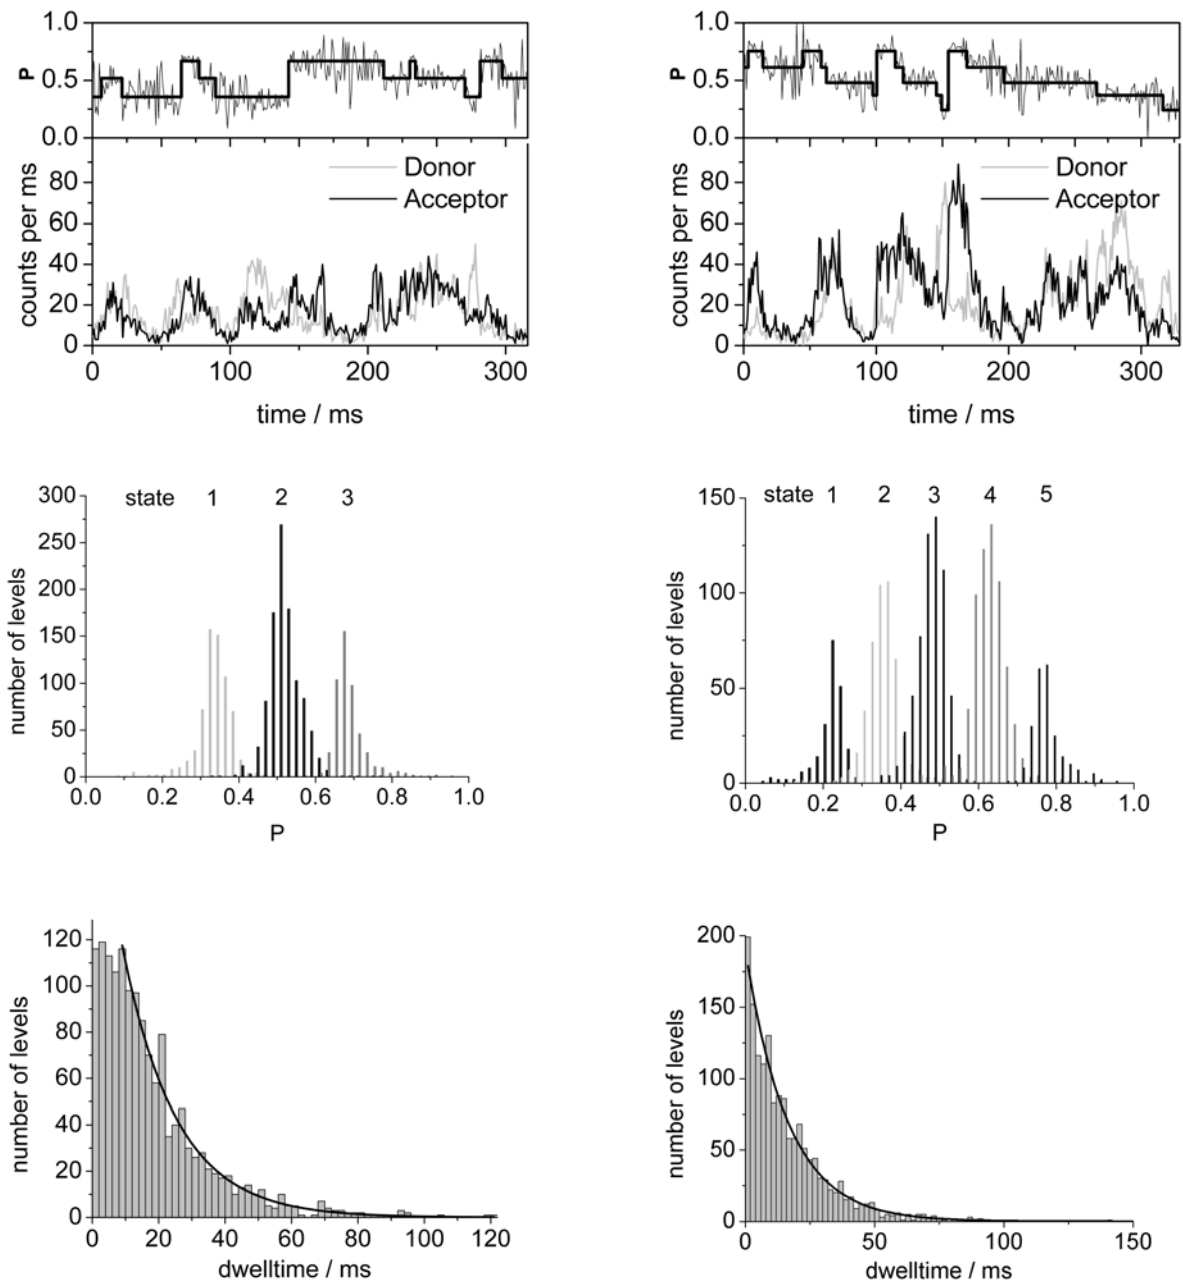 1.0
P
0.5
0.0
Donor
Acceptor
counts per ms
80
60
40
20
0
0 100 200 300
time / ms
1.0
P
0.5
0.0
Donor
Acceptor
counts per ms
80
60
40
20
0
0 100 200 300
time / ms
state 1 2 3
number of levels
300
250
200
150
100
50
0
0.0 0.2 0.4 0.6 0.8 1.0
P
state 1 2 3 4 5
number of levels
150
100
50
0
0.0 0.2 0.4 0.6 0.8 1.0
P
number of levels
120
100
80
60
40
20
0
0 20 40 60 80 100 120
dwelltime / ms
number of levels
200
150
100
50
0
0 50 100 150
dwelltime / ms